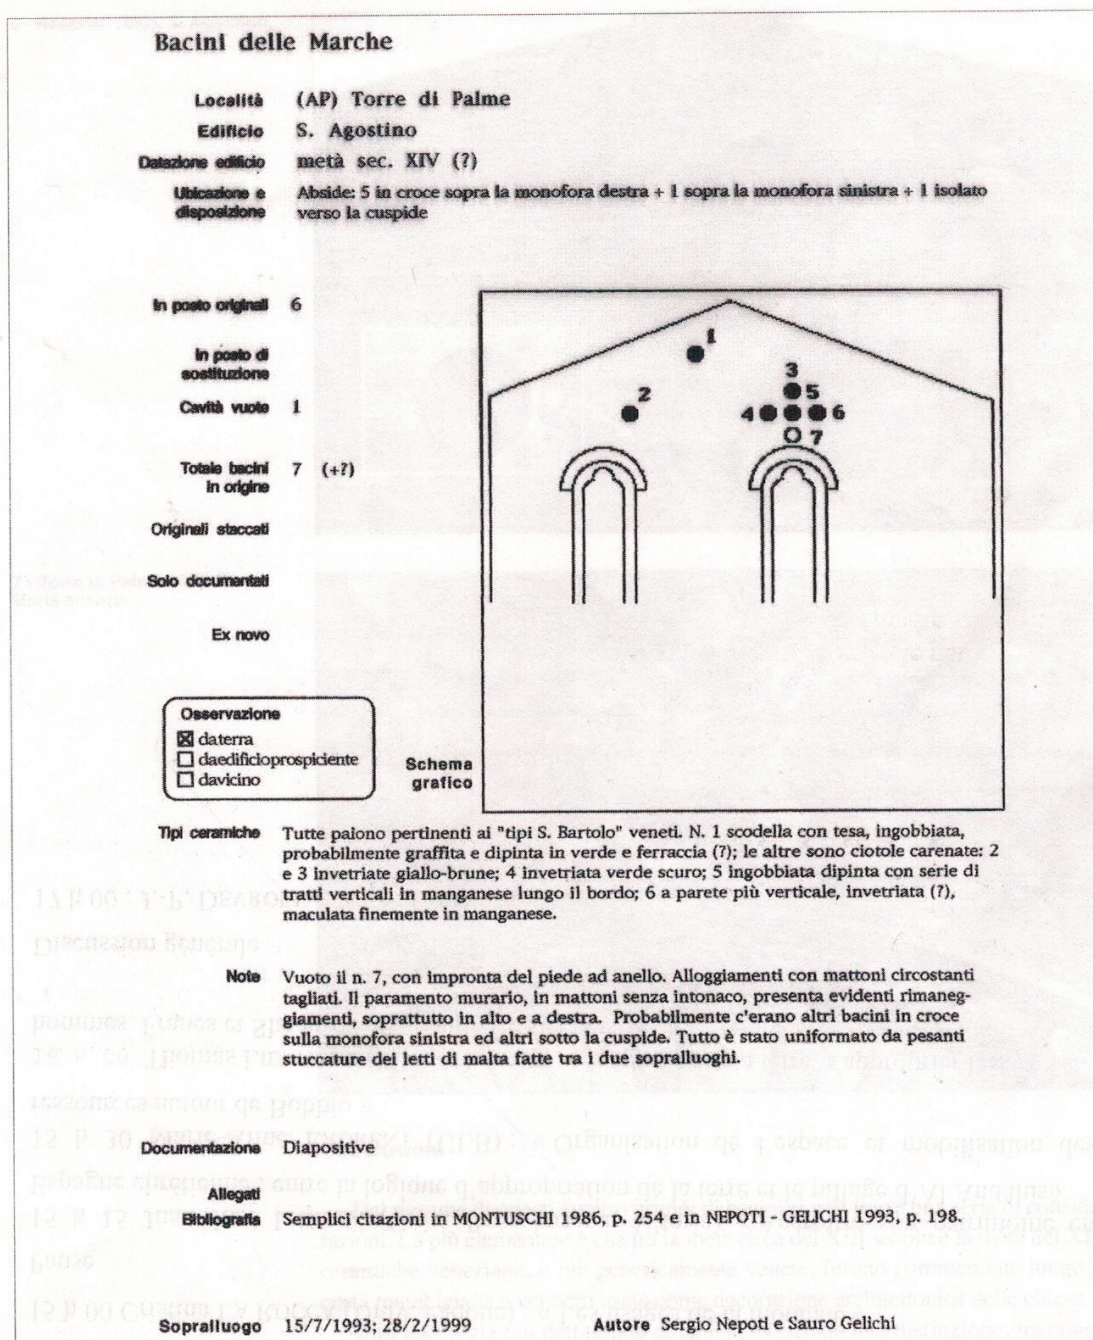 Bacini delle Marche
Località (AP) Torre di Palme
Edificio S. Agostino
Datazione edificio metà sec. XIV (?)
Ubicazione e disposizione Abside: 5 in croce sopra la monofora destra + 1 sopra la monofora sinistra + 1 isolato
verso la cuspide
In posto originali 6
In posto di
sostituzione
Cavità vuote 1
Totale bacini
in origine 7 (+?)
Originali staccati
Solo documentati
Ex novo
1
2
3
5
4 6
7
Osservazione
daterra
daedificioprospiciente
davicino
Schema
grafico
Tipi ceramiche Tutte paiono pertinenti ai "tipi S. Bartolo" veneti. N. 1 scodella con tesa, ingobbiata,
probabilmente graffita e dipinta in verde e ferraccia (?); le altre sono ciotole carenate: 2
e 3 invetriate giallo-brune; 4 invetriata verde scuro; 5 ingobbiata dipinta con serie di
tratti verticali in manganese lungo il bordo; 6 a parete più verticale, invetriata (?),
maculata finemente in manganese.
Note Vuoto il n. 7, con impronta del piede ad anello. Alloggiamenti con mattoni circostanti
tagliati. Il paramento murario, in mattoni senza intonaco, presenta evidenti rimaneg-
giamenti, soprattutto in alto e a destra. Probabilmente c'erano altri bacini in croce
sulla monofora sinistra ed altri sotto la cuspide. Tutto è stato uniformato da pesanti
stuccature dei letti di malta fatte tra i due sopralluoghi.
Documentazione Diapositive
Allegati
Bibliografia Semplici citazioni in MONTUSCHI 1986, p. 254 e in NEPOTI - GELICHI 1993, p. 198.
Sopralluogo 15/7/1993; 28/2/1999 Autore Sergio Nepoti e Sauro Gelichi